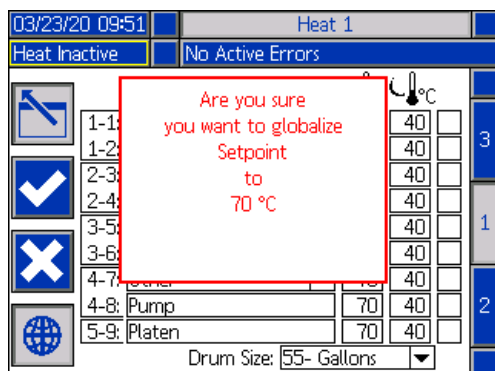 03/23/20 09:51 Heat 1
Heat Inactive No Active Errors
°C
Are you sure
you want to globalize
Setpoint
to
70 °C
1-1: 40
1-2: 40
2-3: 40
2-4: 40
3-5: 40
3-6: 40
4-7: 40
4-8: Pump 70 40
5-9: Platen 70 40
Drum Size: 55- Gallons
3
1
2